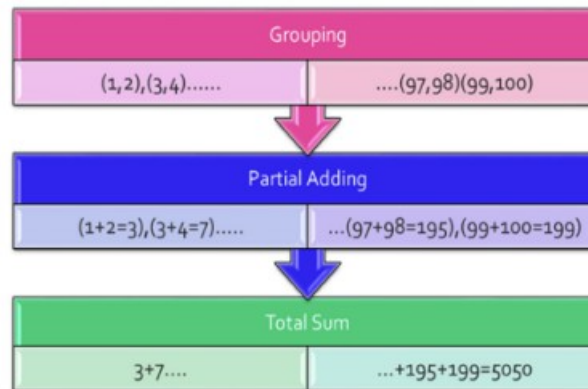 Grouping
(1,2),(3,4)......
....(97,98)(99,100)
Partial Adding
(1+2=3),(3+4=7).....
...(97+98=195),(99+100=199)
Total Sum
3+7....
...+195+199=5050